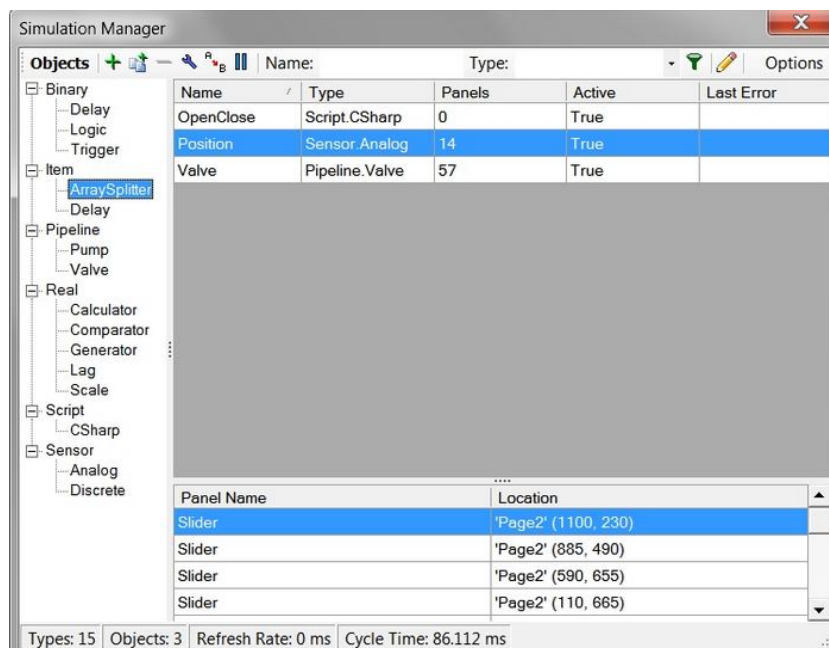 Simulation Manager
Objects Name: Type: Options
Binary
Delay
Logic
Trigger
Item
ArraySplitter
Delay
Pipeline
Pump
Valve
Real
Calculator
Comparator
Generator
Lag
Scale
Script
CSharp
Sensor
Analog
Discrete
Name Type Panels Active Last Error
OpenClose Script.CSharp 0 True
Position Sensor.Analog 14 True
Valve Pipeline.Valve 57 True
Panel Name Location
Slider 'Page2' (1100, 230)
Slider 'Page2' (885, 490)
Slider 'Page2' (590, 655)
Slider 'Page2' (110, 665)
Types: 15 Objects: 3 Refresh Rate: 0 ms Cycle Time: 86.112 ms